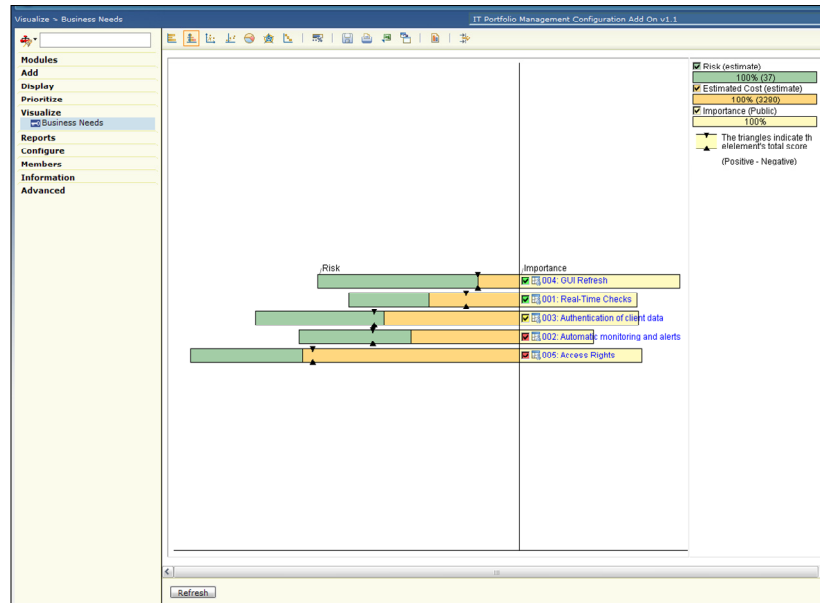 Visualize > Business Needs
IT Portfolio Management Configuration Add On v1.1
Modules
Add
Display
Prioritize
Visualize
Business Needs
Reports
Configure
Members
Information
Advanced
Risk (estimate)
100% (37)
Estimated Cost (estimate)
100% (3280)
Importance (Public)
100%
The triangles indicate th
elelement's total score
(Positive - Negative)
Risk
Importance
004: GUI Refresh
001: Real-Time Checks
003: Authentication of client data
002: Automatic monitoring and alerts
005: Access Rights
Refresh